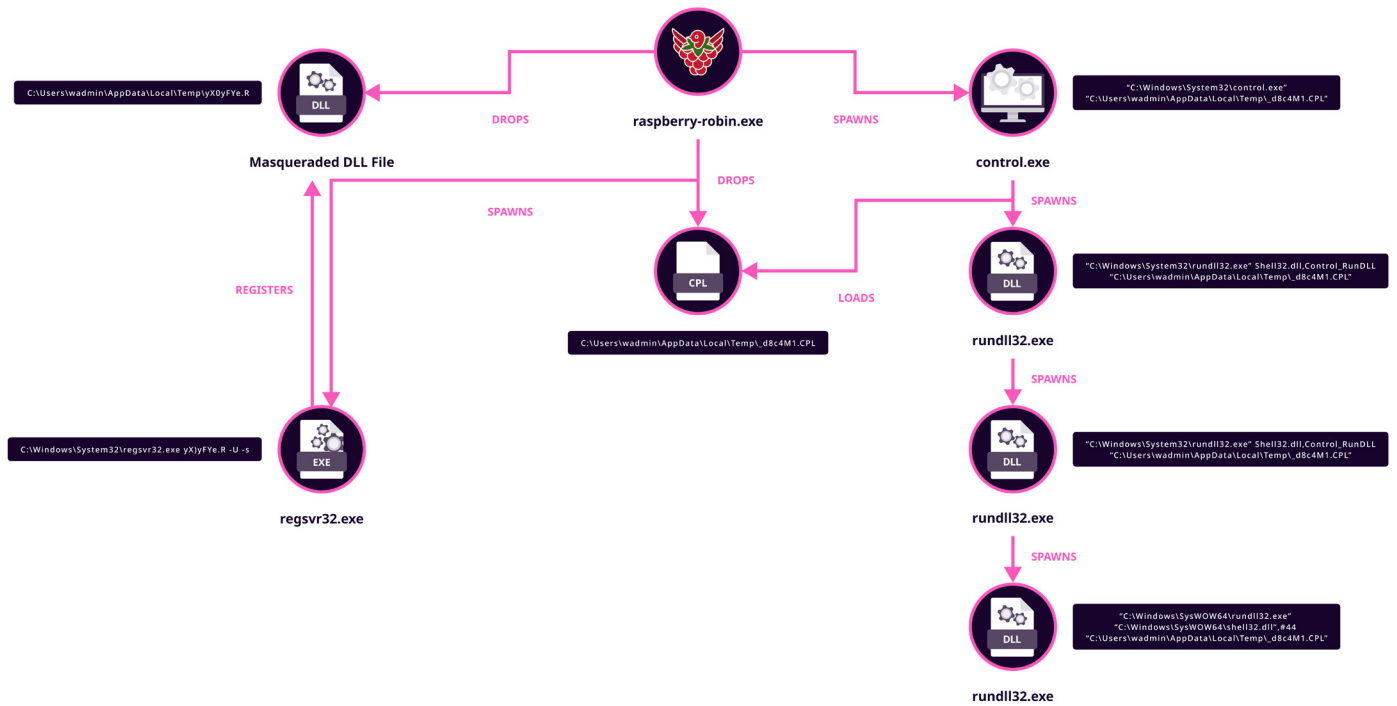 C:\Users\wadmin\AppData\Local\Temp\yX0yFYe.R
DLL
Masqueraded DLL File
DROPS
raspberry-robin.exe
SPAWNS
control.exe
"C:\Windows\System32\control.exe"
“C:\Users\wadmin\AppData\Local\Temp\_d8c4M1.CPL”
DROPS
SPAWNS
SPAWNS
REGISTERS
CPL
LOADS
C:\Users\wadmin\AppData\Local\Temp\_d8c4M1.CPL
DLL
rundll32.exe
“C:\Windows\System32\rundll32.exe” Shell32.dll,Control_RunDLL
“C:\Users\wadmin\AppData\Local\Temp\_d8c4M1.CPL”
SPAWNS
C:\Windows\System32\regsvr32.exe yX)yFYe.R -U -s
EXE
regsvr32.exe
DLL
rundll32.exe
“C:\Windows\System32\rundll32.exe” Shell32.dll,Control_RunDLL
“C:\Users\wadmin\AppData\Local\Temp\_d8c4M1.CPL”
SPAWNS
DLL
rundll32.exe
“C:\Windows\SysWOW64\rundll32.exe”
“C:\Windows\SysWOW64\shell32.dll”,#44
“C:\Users\wadmin\AppData\Local\Temp\_d8c4M1.CPL”